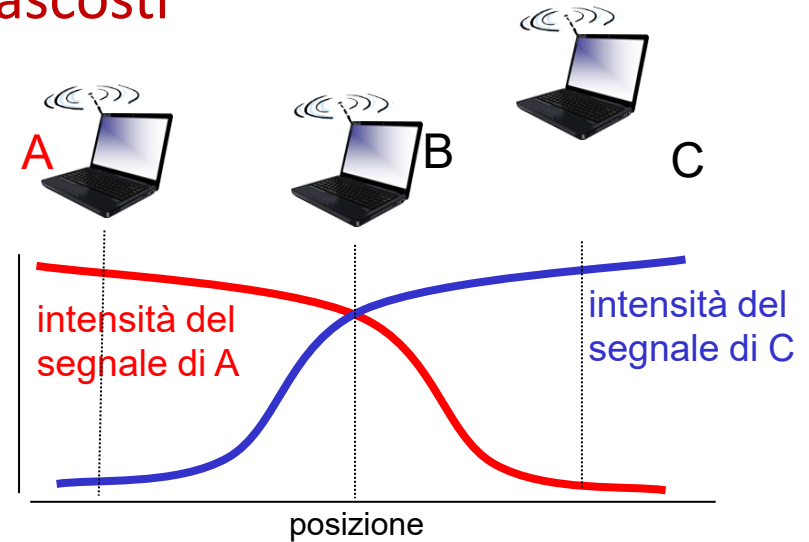 ascosti
A
B
C
intensità del
segnale di A
intensità del
segnale di C
posizione